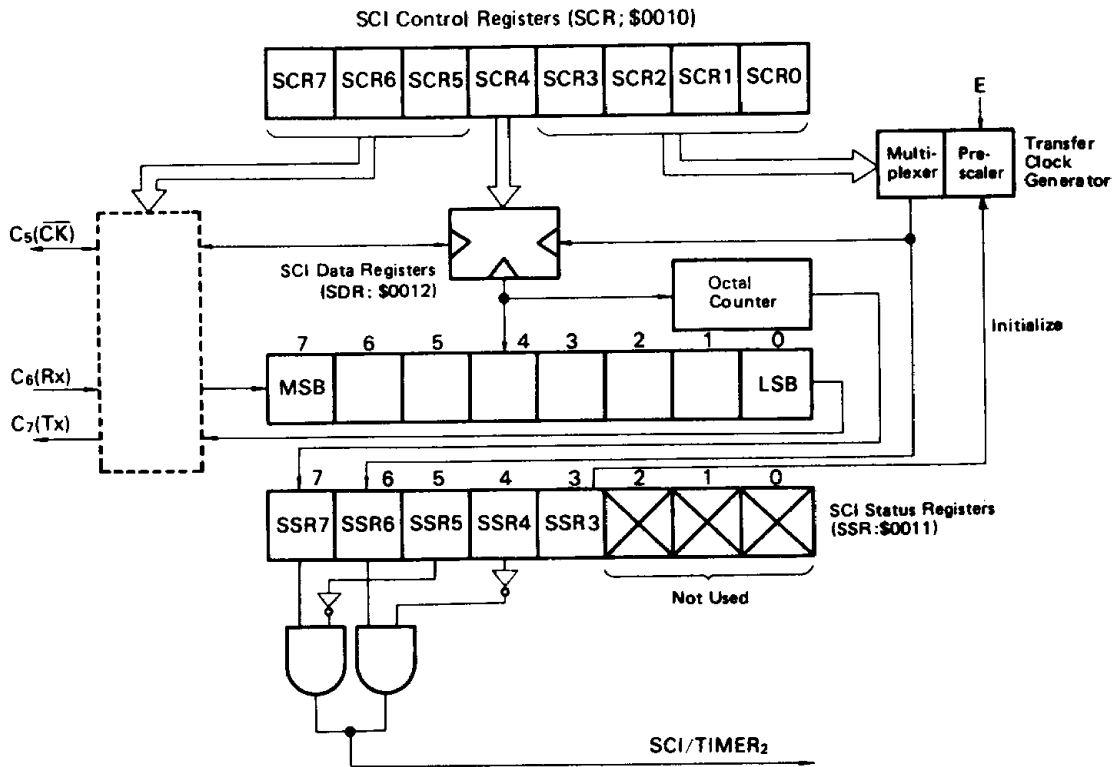 SCI Control Registers (SCR; $0010)
SCR7 SCR6 SCR5 SCR4 SCR3 SCR2 SCR1 SCR0
E
Multi-
plexer
Pre-
scaler
Transfer
Clock
Generator
C5(CK)
SCI Data Registers
(SDR: $0012)
Octal
Counter
Initialize
7 6 5 4 3 2 1 0
C6(Rx)
MSB LSB
C7(Tx)
7 6 5 4 3 2 1 0
SSR7 SSR6 SSR5 SSR4 SSR3
SCI Status Registers
(SSR:$0011)
Not Used
SCI/TIMER2